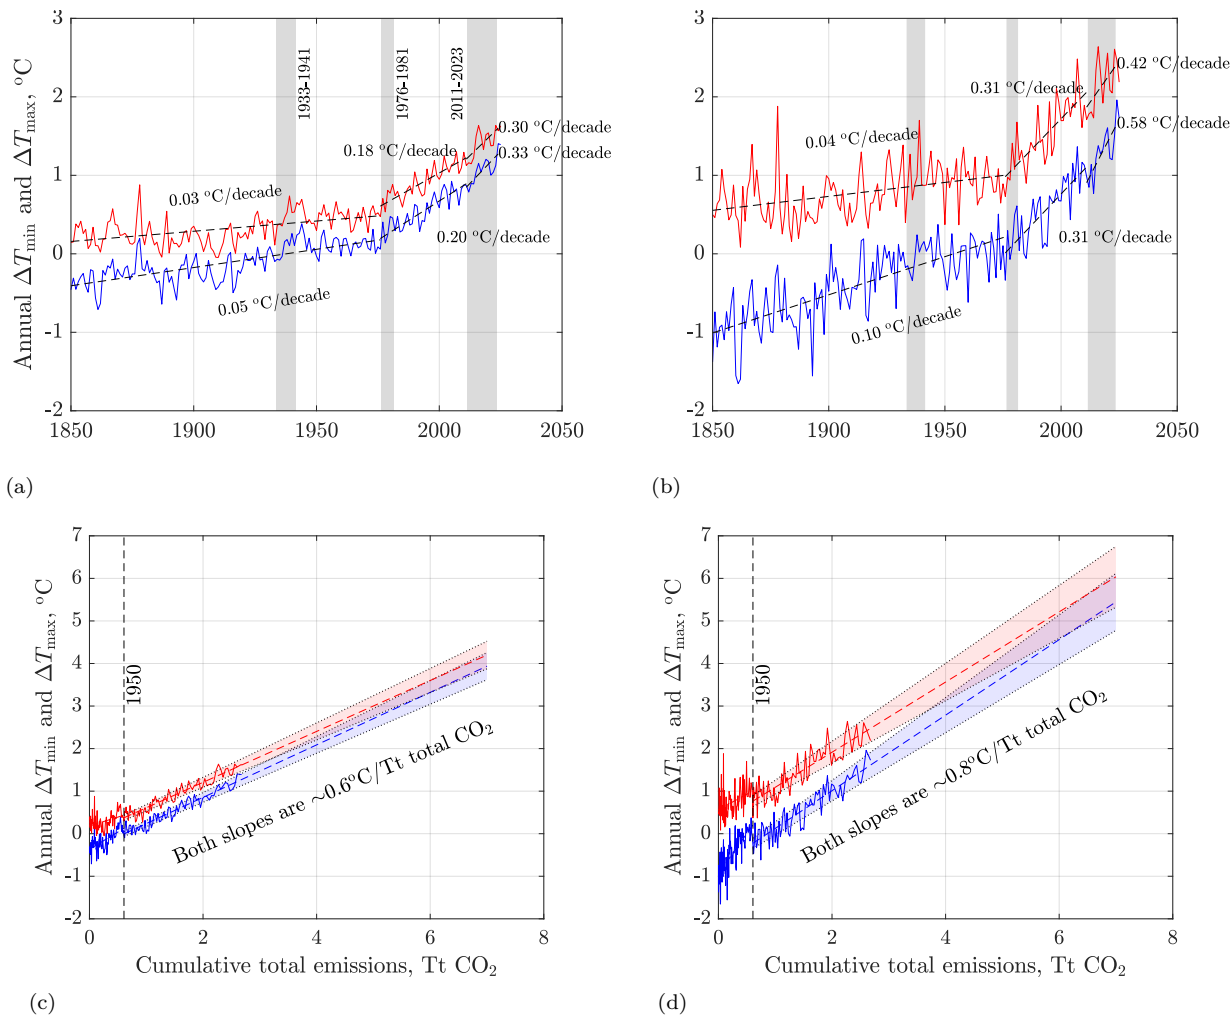 3
2
1
0
-1
-2
1850
1900
1950
2000
2050
Annual ΔTmin and ΔTmax, °C
1933-1941
1976-1981
2011-2023
0.30 °C/decade
0.33 °C/decade
0.18 °C/decade
0.03 °C/decade
0.20 °C/decade
0.05 °C/decade
(a)
3
2
1
0
-1
-2
1850
1900
1950
2000
2050
0.42 °C/decade
0.31 °C/decade
0.58 °C/decade
0.04 °C/decade
0.31 °C/decade
0.10 °C/decade
(b)
7
6
5
4
3
2
1
0
-1
-2
0
2
4
6
8
Annual ΔTmin and ΔTmax, °C
1950
Both slopes are ~0.6°C/Tt total CO₂
Cumulative total emissions, Tt CO₂
(c)
7
6
5
4
3
2
1
0
-1
-2
0
2
4
6
8
Annual ΔTmin and ΔTmax, °C
1950
Both slopes are ~0.8°C/Tt total CO₂
Cumulative total emissions, Tt CO₂
(d)